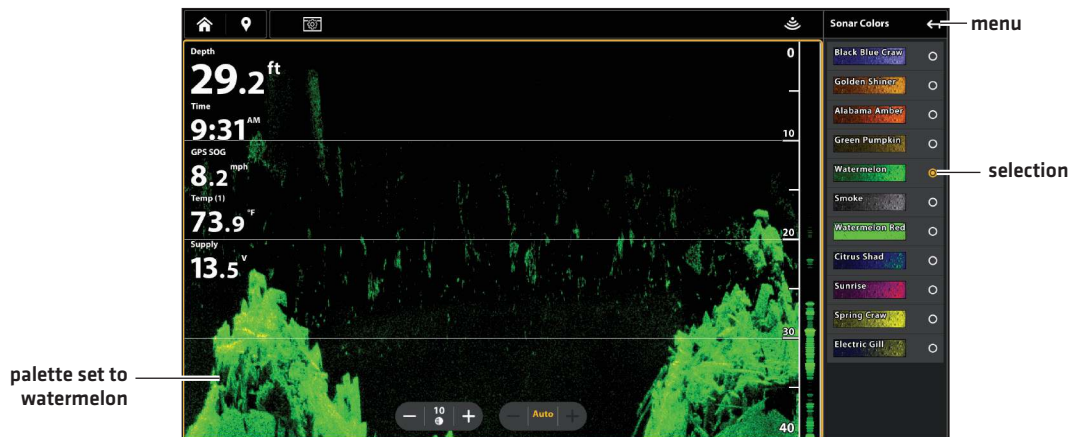 Sonar Colors
menu
Depth
29.2 ft
Time
9:31 AM
GPS SOG
8.2 mph
Temp (1)
73.9 °F
Supply
13.5 V
0
10
20
30
40
10
Auto
Black Blue Craw
Golden Shiner
Alabama Amber
Green Pumpkin
Watermelon
selection
Smoke
Watermelon Red
Citrus Shad
Sunrise
Spring Craw
Electric Gill
palette set to
watermelon